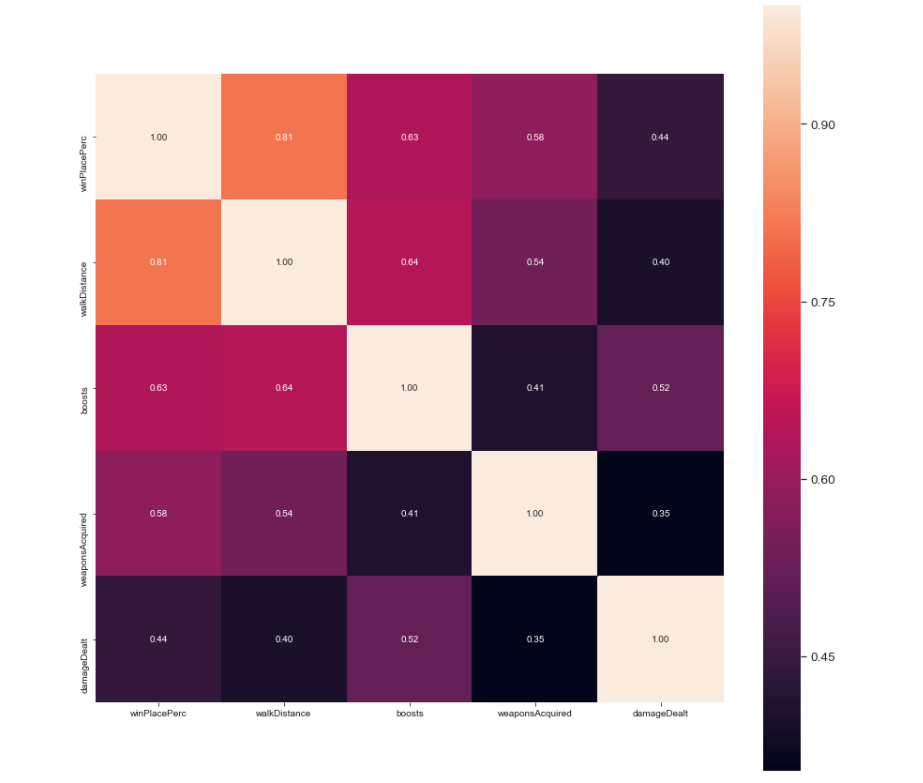 0.90
winPlacePerc 1.00 0.81 0.63 0.58 0.44
walkDistance 0.81 1.00 0.64 0.54 0.40
0.75
boosts 0.63 0.64 1.00 0.41 0.52
0.60
weaponsAcquired 0.58 0.54 0.41 1.00 0.35
damageDealt 0.44 0.40 0.52 0.35 1.00
0.45
winPlacePerc walkDistance boosts weaponsAcquired damageDealt